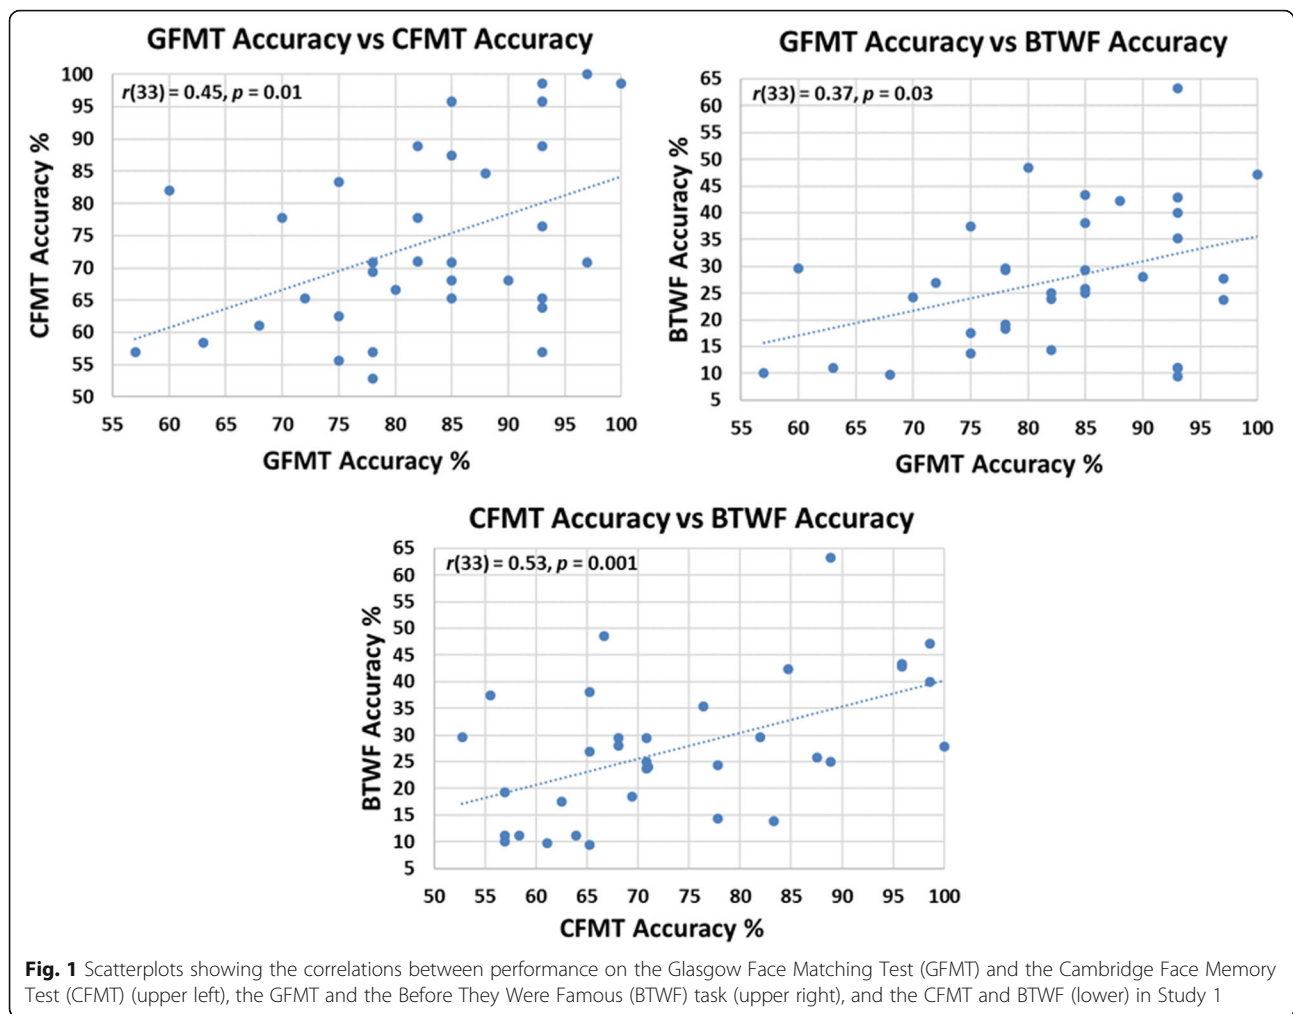 GFMT Accuracy vs CFMT Accuracy
r(33) = 0.45, p = 0.01
CFMT Accuracy %
100
95
90
85
80
75
70
65
60
55
50
55 60 65 70 75 80 85 90 95 100
GFMT Accuracy %
GFMT Accuracy vs BTWF Accuracy
r(33) = 0.37, p = 0.03
BTWF Accuracy %
65
60
55
50
45
40
35
30
25
20
15
10
5
55 60 65 70 75 80 85 90 95 100
GFMT Accuracy %
CFMT Accuracy vs BTWF Accuracy
r(33) = 0.53, p = 0.001
BTWF Accuracy %
65
60
55
50
45
40
35
30
25
20
15
10
5
50 55 60 65 70 75 80 85 90 95 100
CFMT Accuracy %
Fig. 1 Scatterplots showing the correlations between performance on the Glasgow Face Matching Test (GFMT) and the Cambridge Face Memory
Test (CFMT) (upper left), the GFMT and the Before They Were Famous (BTWF) task (upper right), and the CFMT and BTWF (lower) in Study 1